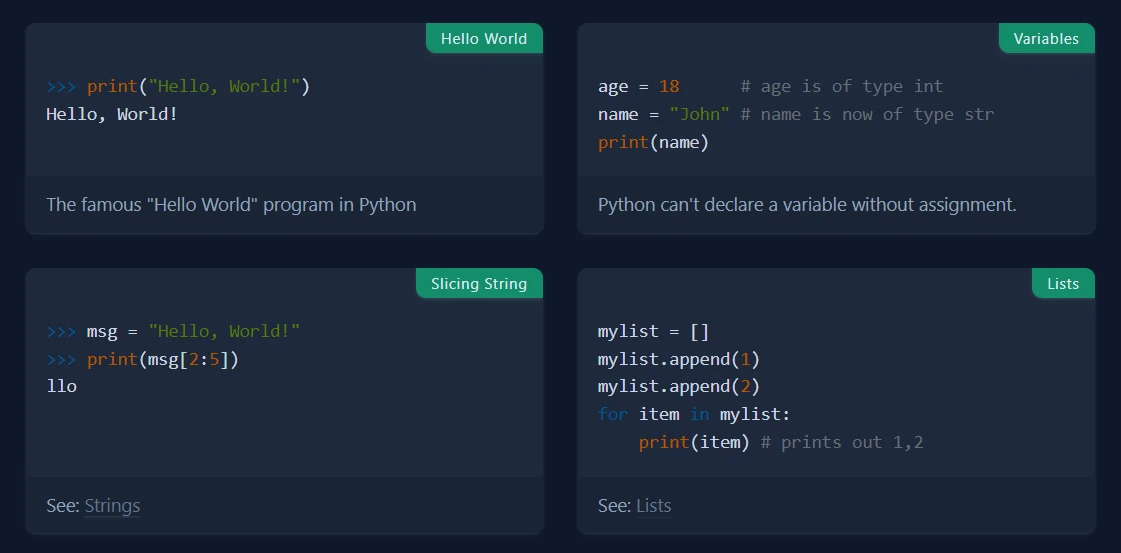 Hello World
>>> print("Hello, World!")
Hello, World!
The famous "Hello World" program in Python
Variables
age = 18      # age is of type int
name = "John" # name is now of type str
print(name)
Python can't declare a variable without assignment.
Slicing String
>>> msg = "Hello, World!"
>>> print(msg[2:5])
llo
See: Strings
Lists
mylist = []
mylist.append(1)
mylist.append(2)
for item in mylist:
    print(item) # prints out 1,2
See: Lists